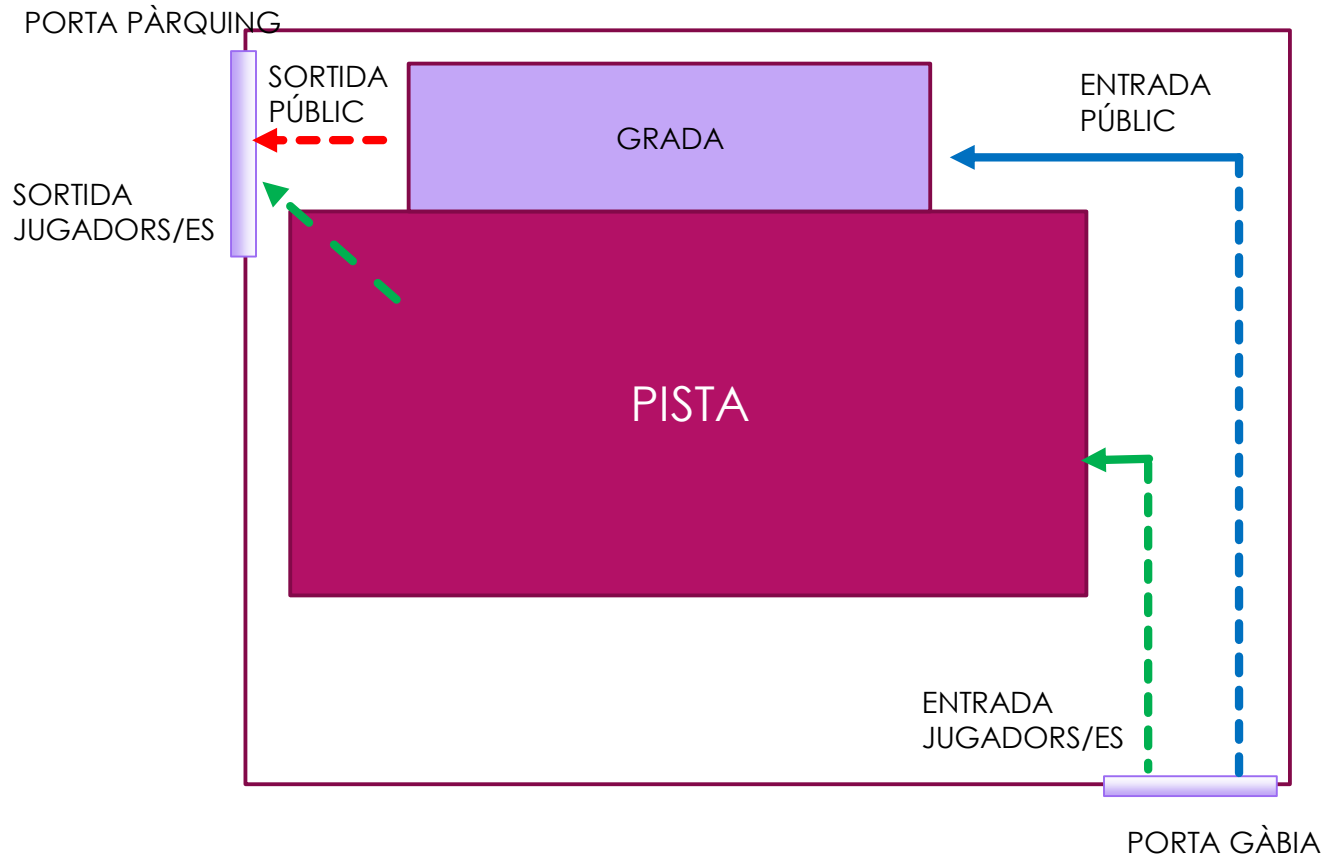 PORTA PÀRQUING
SORTIDA
PÚBLIC
GRADA
ENTRADA
PÚBLIC
SORTIDA
JUGADORS/ES
PISTA
ENTRADA
JUGADORS/ES
PORTA GÀBIA